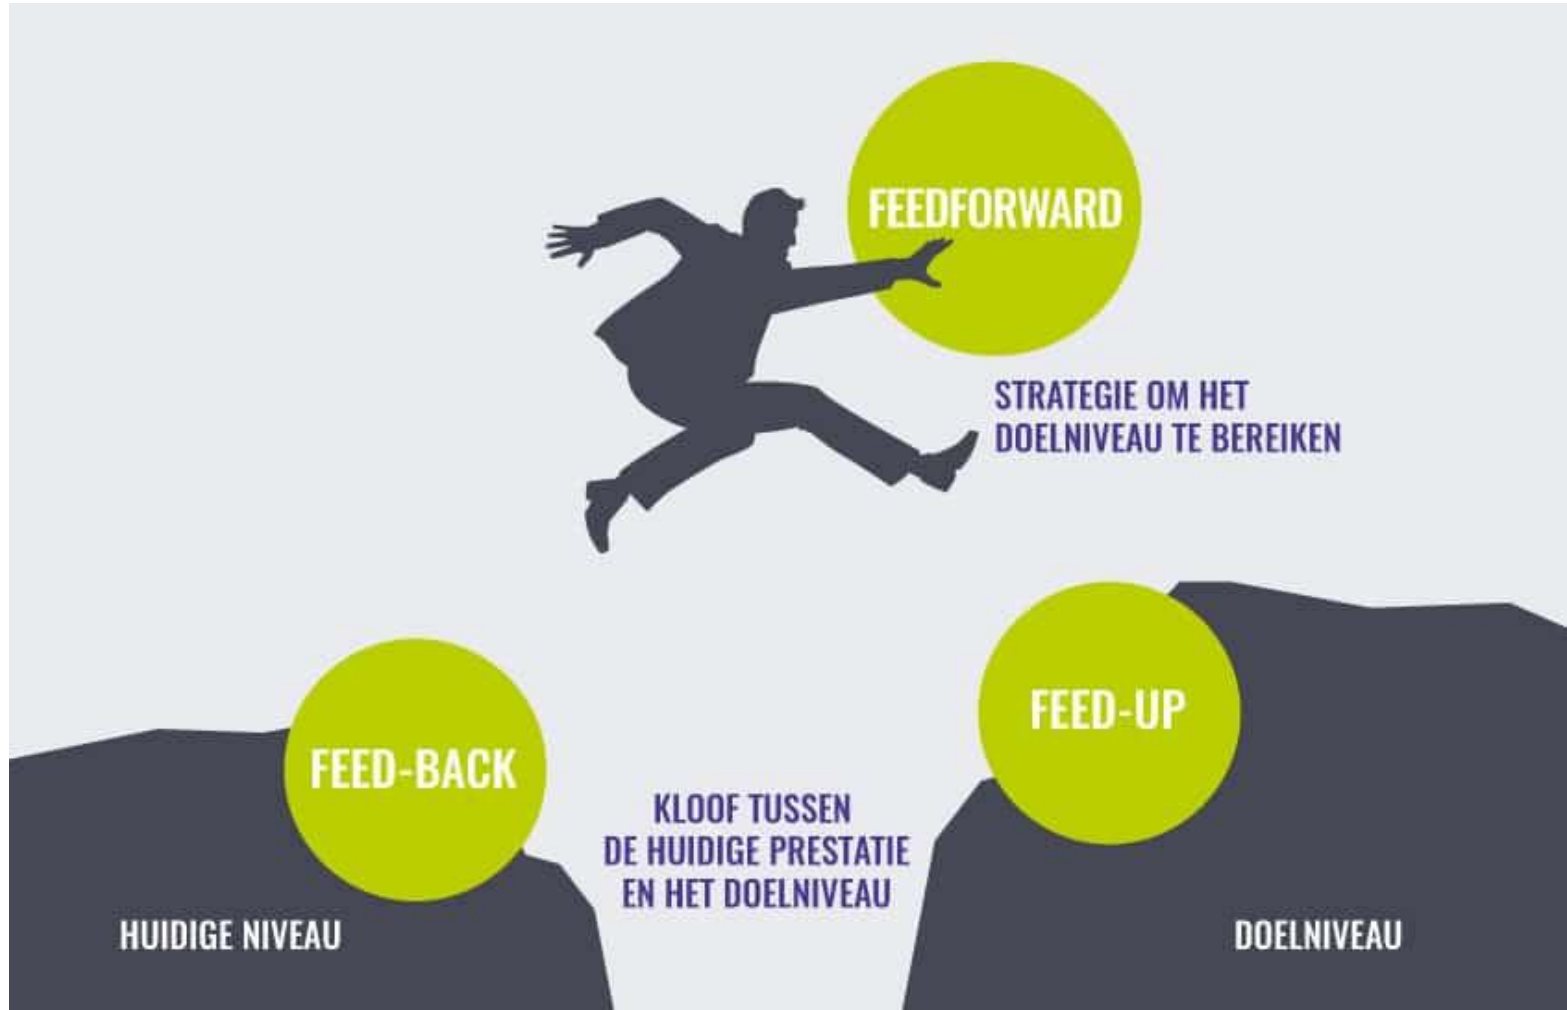 FEEDFORWARD
STRATEGIE OM HET
DOELNIVEAU TE BEREIKEN
FEED-BACK
FEED-UP
KLOOF TUSSEN
DE HUIDIGE PRESTATIE
EN HET DOELNIVEAU
HUIDIGE NIVEAU
DOELNIVEAU